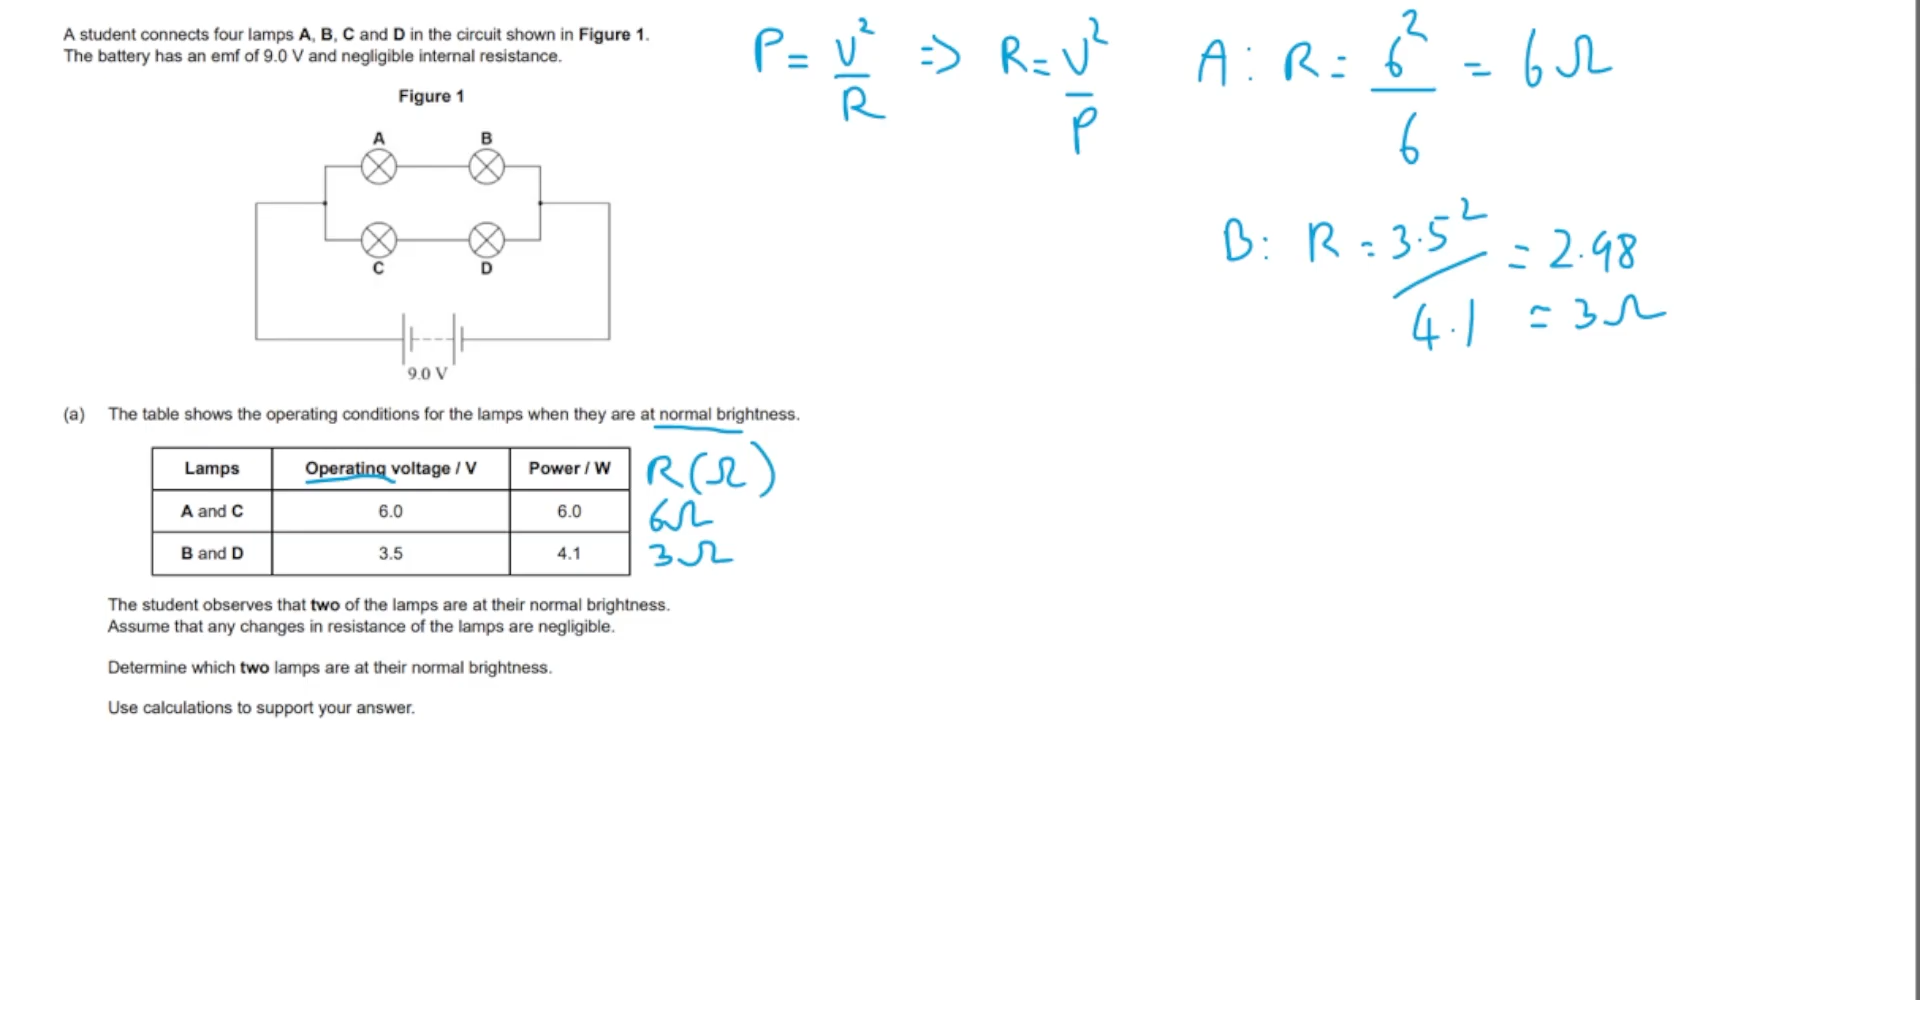 A student connects four lamps A, B, C and D in the circuit shown in Figure 1.
The battery has an emf of 9.0 V and negligible internal resistance.
Figure 1
A B
C D
9.0 V
P = V²/R => R = V²/P
A: R = 6²/6 = 6Ω
B: R = 3.5²/4.1 = 2.98
= 3Ω
(a) The table shows the operating conditions for the lamps when they are at normal brightness.
Lamps Operating voltage / V Power / W R(Ω)
A and C 6.0 6.0 6Ω
B and D 3.5 4.1 3Ω
The student observes that two of the lamps are at their normal brightness.
Assume that any changes in resistance of the lamps are negligible.
Determine which two lamps are at their normal brightness.
Use calculations to support your answer.